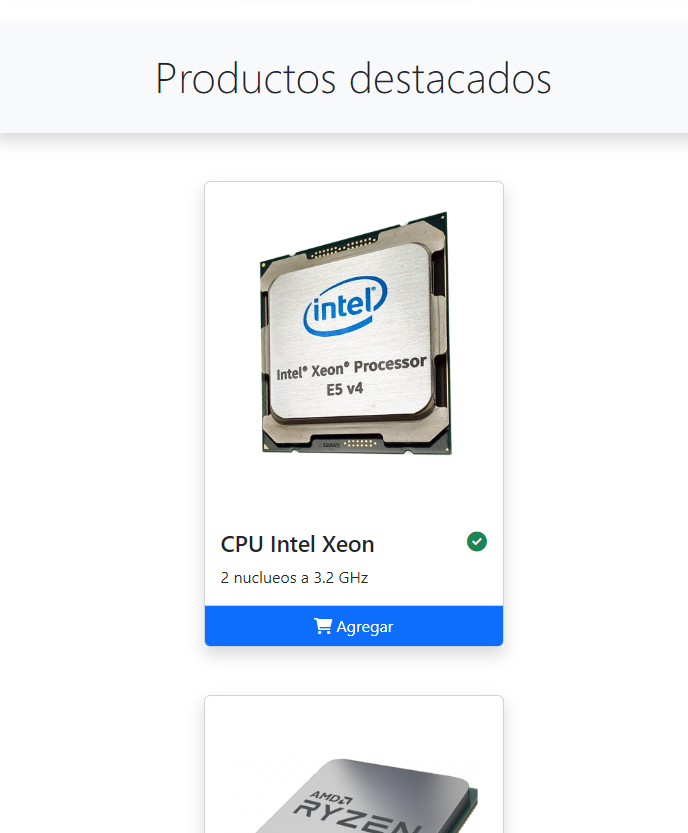 Productos destacados
intel®
Intel® Xeon® Processor
E5 v4
CPU Intel Xeon
2 nuclueos a 3.2 GHz
Agregar
AMD
RYZEN